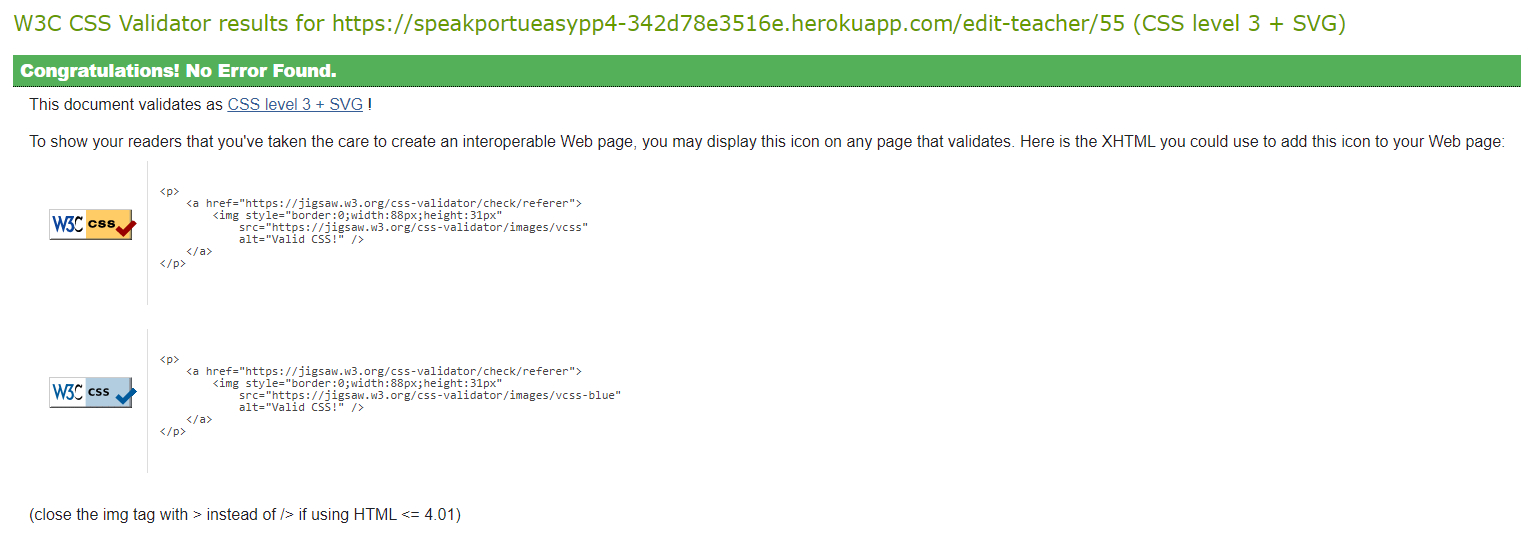 W3C CSS Validator results for https://speakportueasypp4-342d78e3516e.herokuapp.com/edit-teacher/55 (CSS level 3 + SVG)
Congratulations! No Error Found.
This document validates as CSS level 3 + SVG !
To show your readers that you've taken the care to create an interoperable Web page, you may display this icon on any page that validates. Here is the XHTML you could use to add this icon to your Web page:
W3C css
<p>
    <a href="https://jigsaw.w3.org/css-validator/check/referer">
        <img style="border:0;width:88px;height:31px"
            src="https://jigsaw.w3.org/css-validator/images/vcss"
            alt="Valid CSS!" />
    </a>
</p>
W3C css
<p>
    <a href="https://jigsaw.w3.org/css-validator/check/referer">
        <img style="border:0;width:88px;height:31px"
            src="https://jigsaw.w3.org/css-validator/images/vcss-blue"
            alt="Valid CSS!" />
    </a>
</p>
(close the img tag with > instead of /> if using HTML <= 4.01)